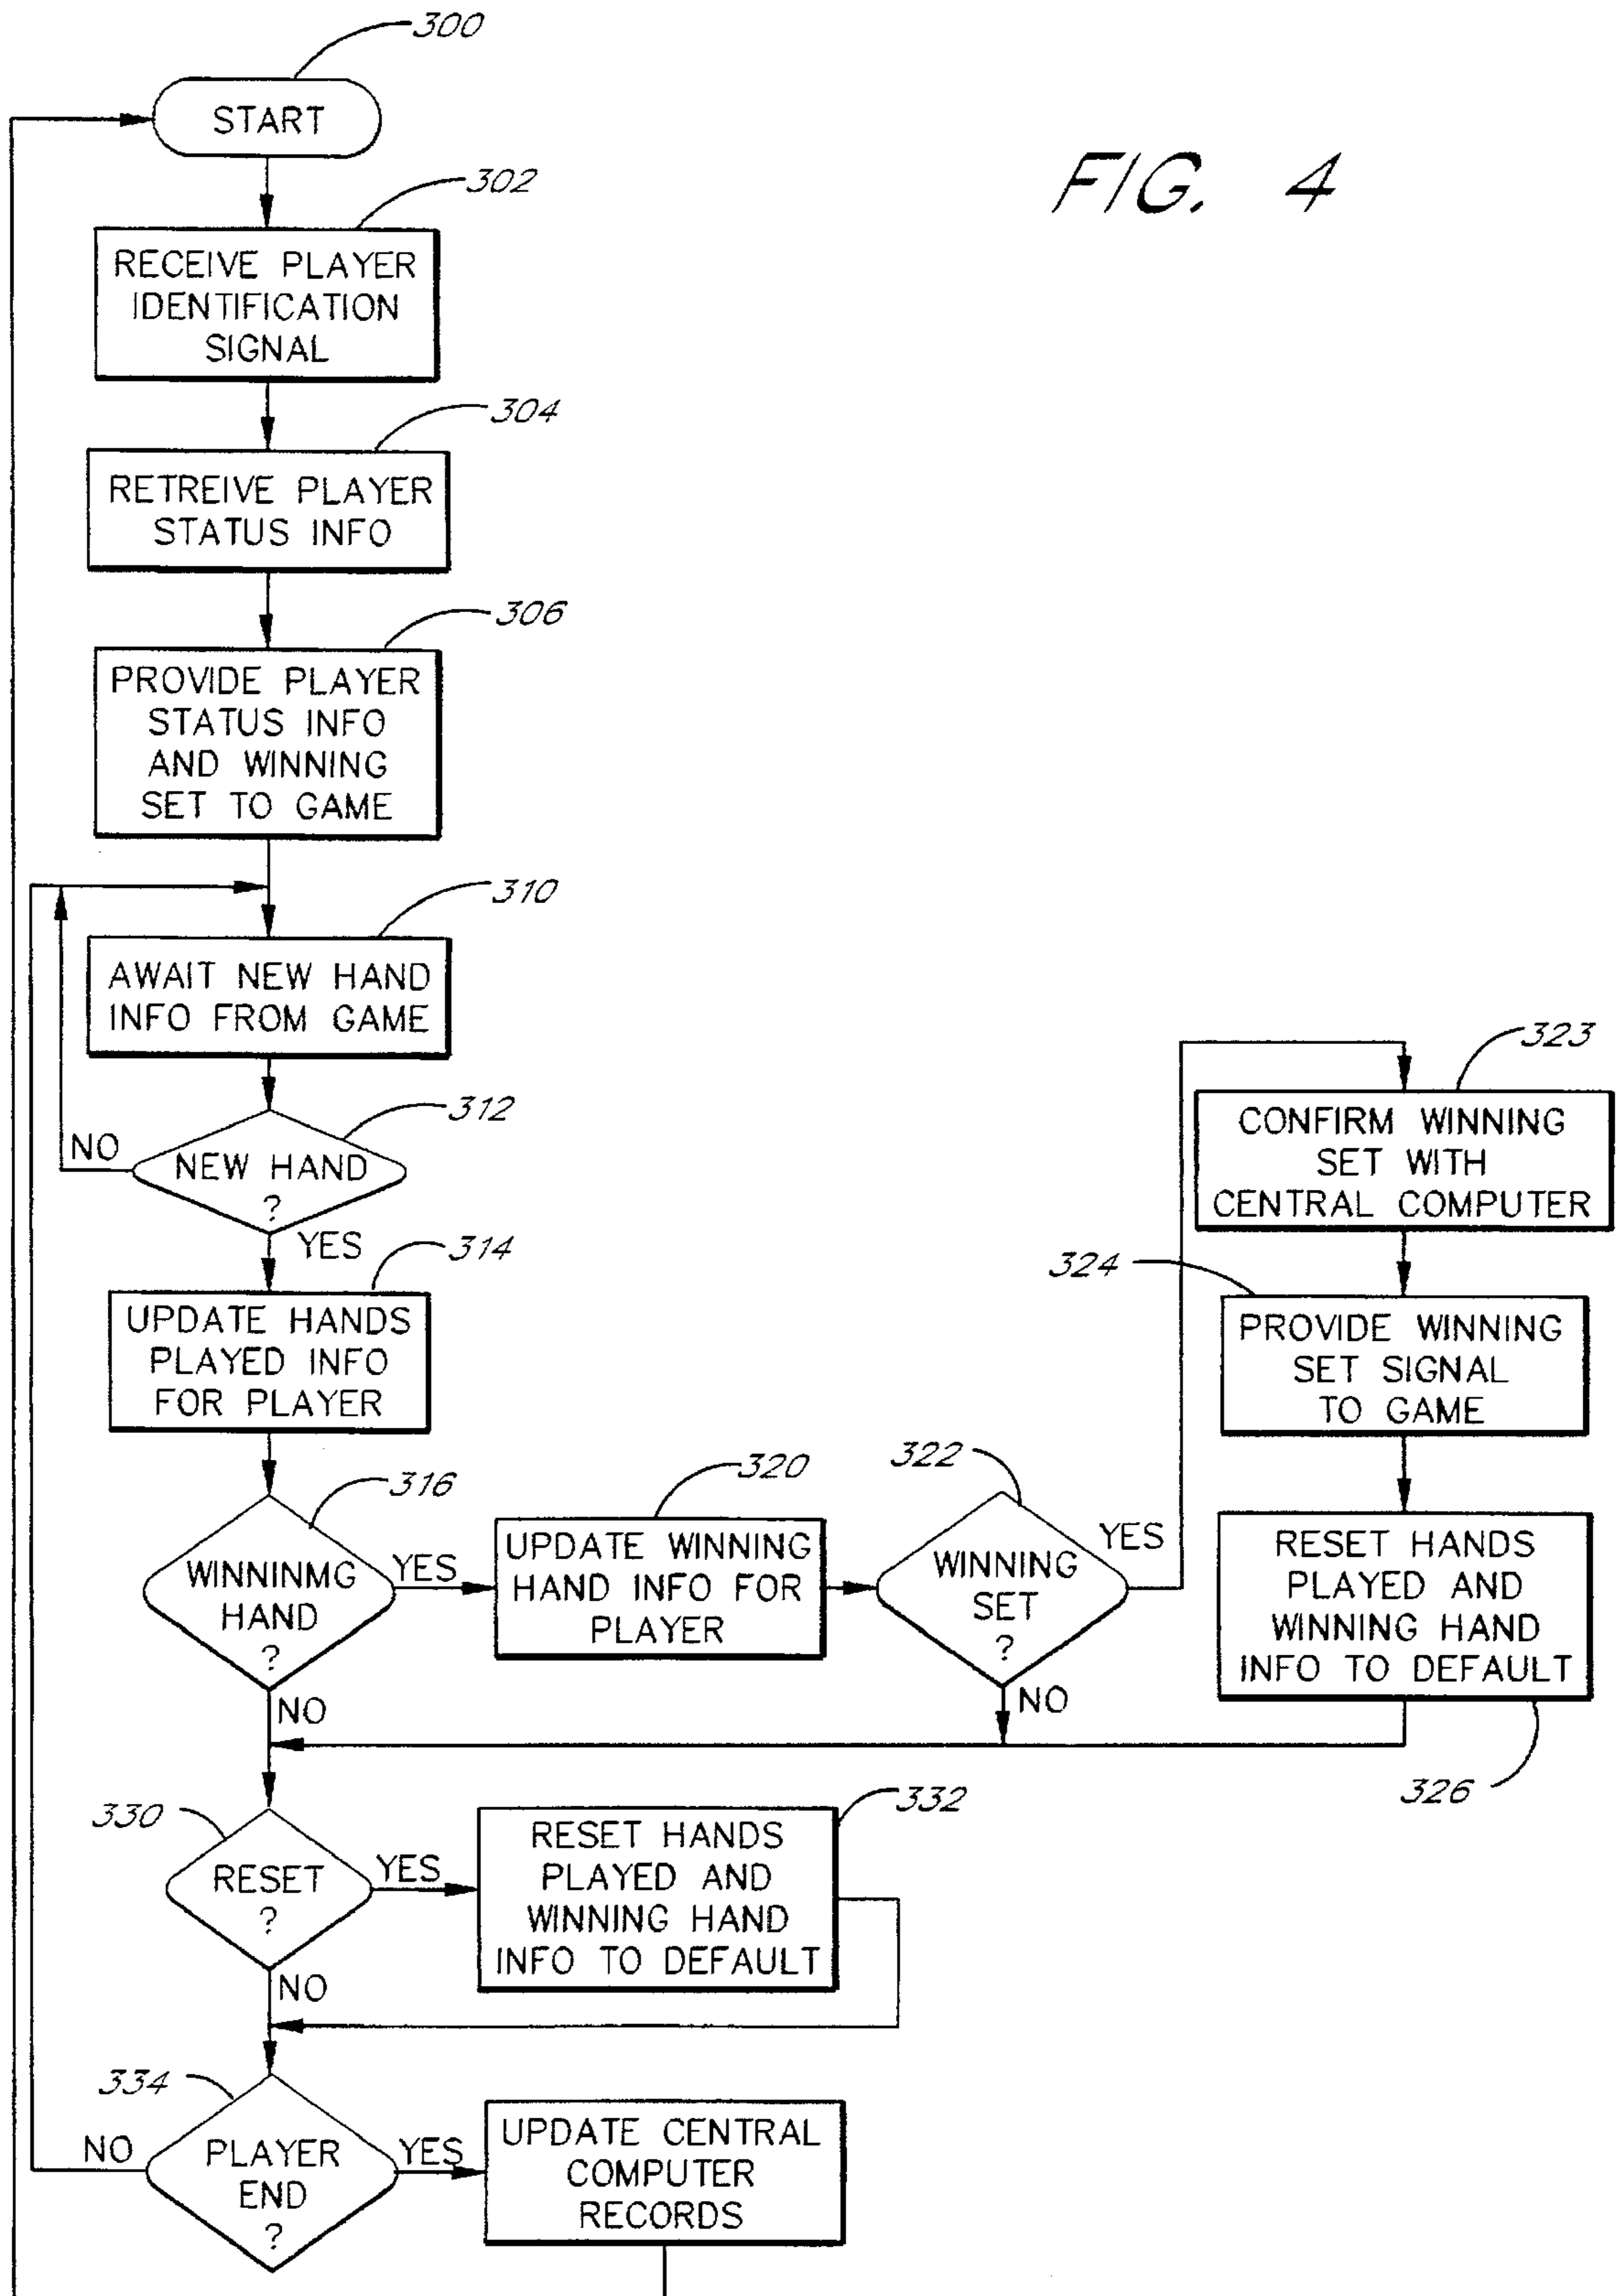 300
START
FIG. 4
302
RECEIVE PLAYER
IDENTIFICATION
SIGNAL
304
RETREIVE PLAYER
STATUS INFO
306
PROVIDE PLAYER
STATUS INFO
AND WINNING
SET TO GAME
310
AWAIT NEW HAND
INFO FROM GAME
312
NO
NEW HAND
?
YES
314
UPDATE HANDS
PLAYED INFO
FOR PLAYER
316
WINNINMG
HAND
?
YES
NO
320
UPDATE WINNING
HAND INFO FOR
PLAYER
322
WINNING
SET
?
YES
NO
323
CONFIRM WINNING
SET WITH
CENTRAL COMPUTER
324
PROVIDE WINNING
SET SIGNAL
TO GAME
RESET HANDS
PLAYED AND
WINNING HAND
INFO TO DEFAULT
326
330
RESET
?
YES
NO
332
RESET HANDS
PLAYED AND
WINNING HAND
INFO TO DEFAULT
334
NO
PLAYER
END
?
YES
UPDATE CENTRAL
COMPUTER
RECORDS